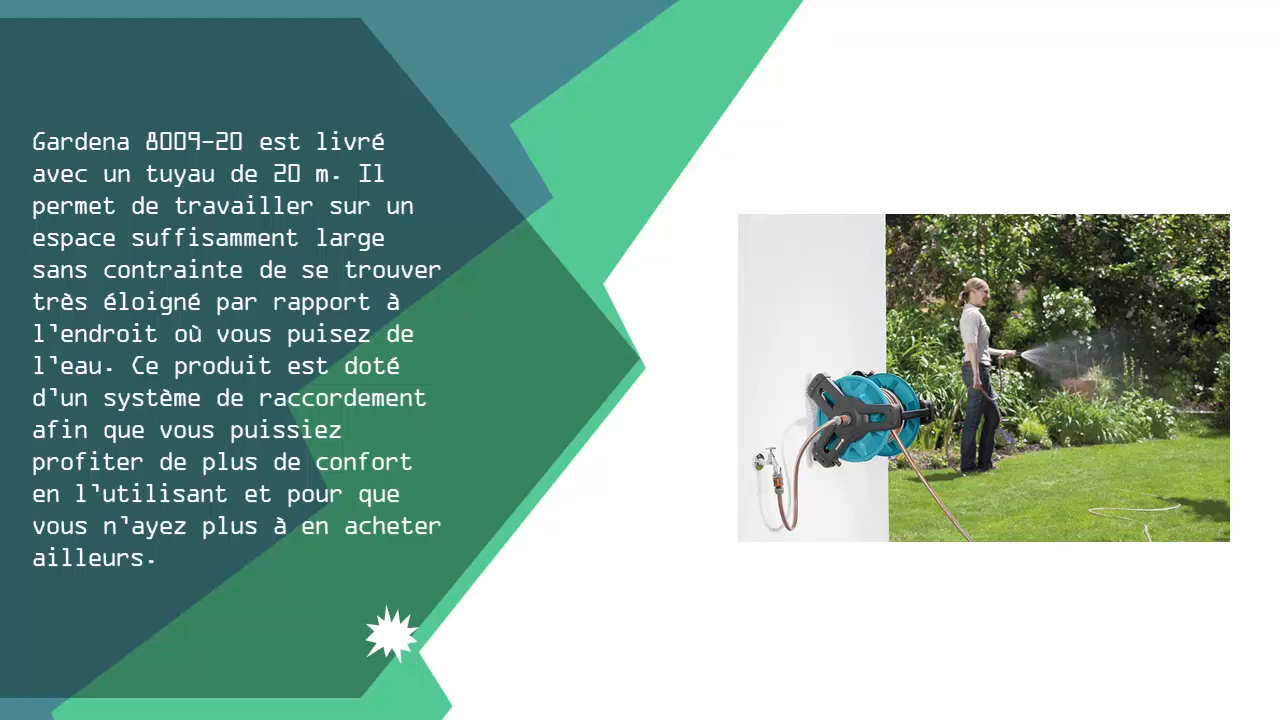 Gardena 8009-20 est livré
avec un tuyau de 20 m. Il
permet de travailler sur un
espace suffisamment large
sans contrainte de se trouver
très éloigné par rapport à
l'endroit où vous puisez de
l'eau. Ce produit est doté
d'un système de raccordement
afin que vous puissiez
profiter de plus de confort
en l'utilisant et pour que
vous n'ayez plus à en acheter
ailleurs.